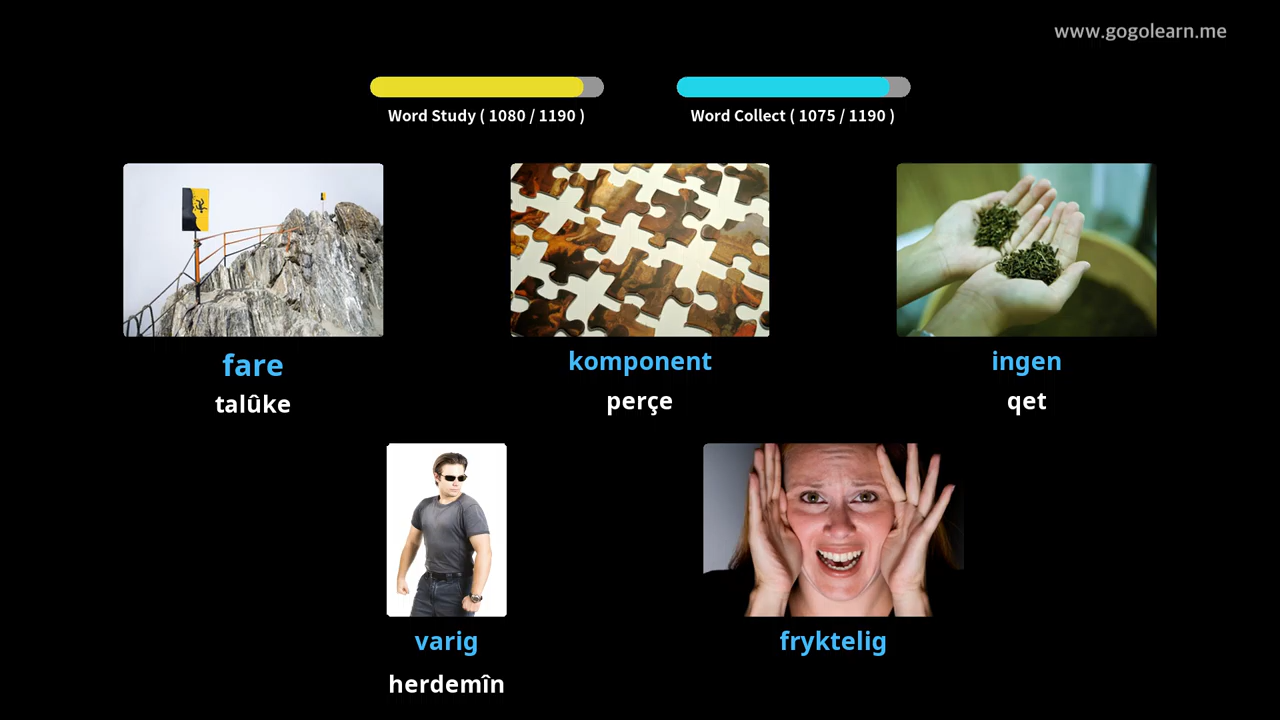 www.gogolearn.me
Word Study ( 1080 / 1190 )
Word Collect ( 1075 / 1190 )
fare
talûke
komponent
perçe
ingen
qet
varig
herdemîn
fryktelig